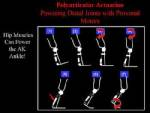 Polyarticular Actuation
Powering Distal Joints with Proximal
Motors
Hip Muscles
Can Power
the AK
Ankle!